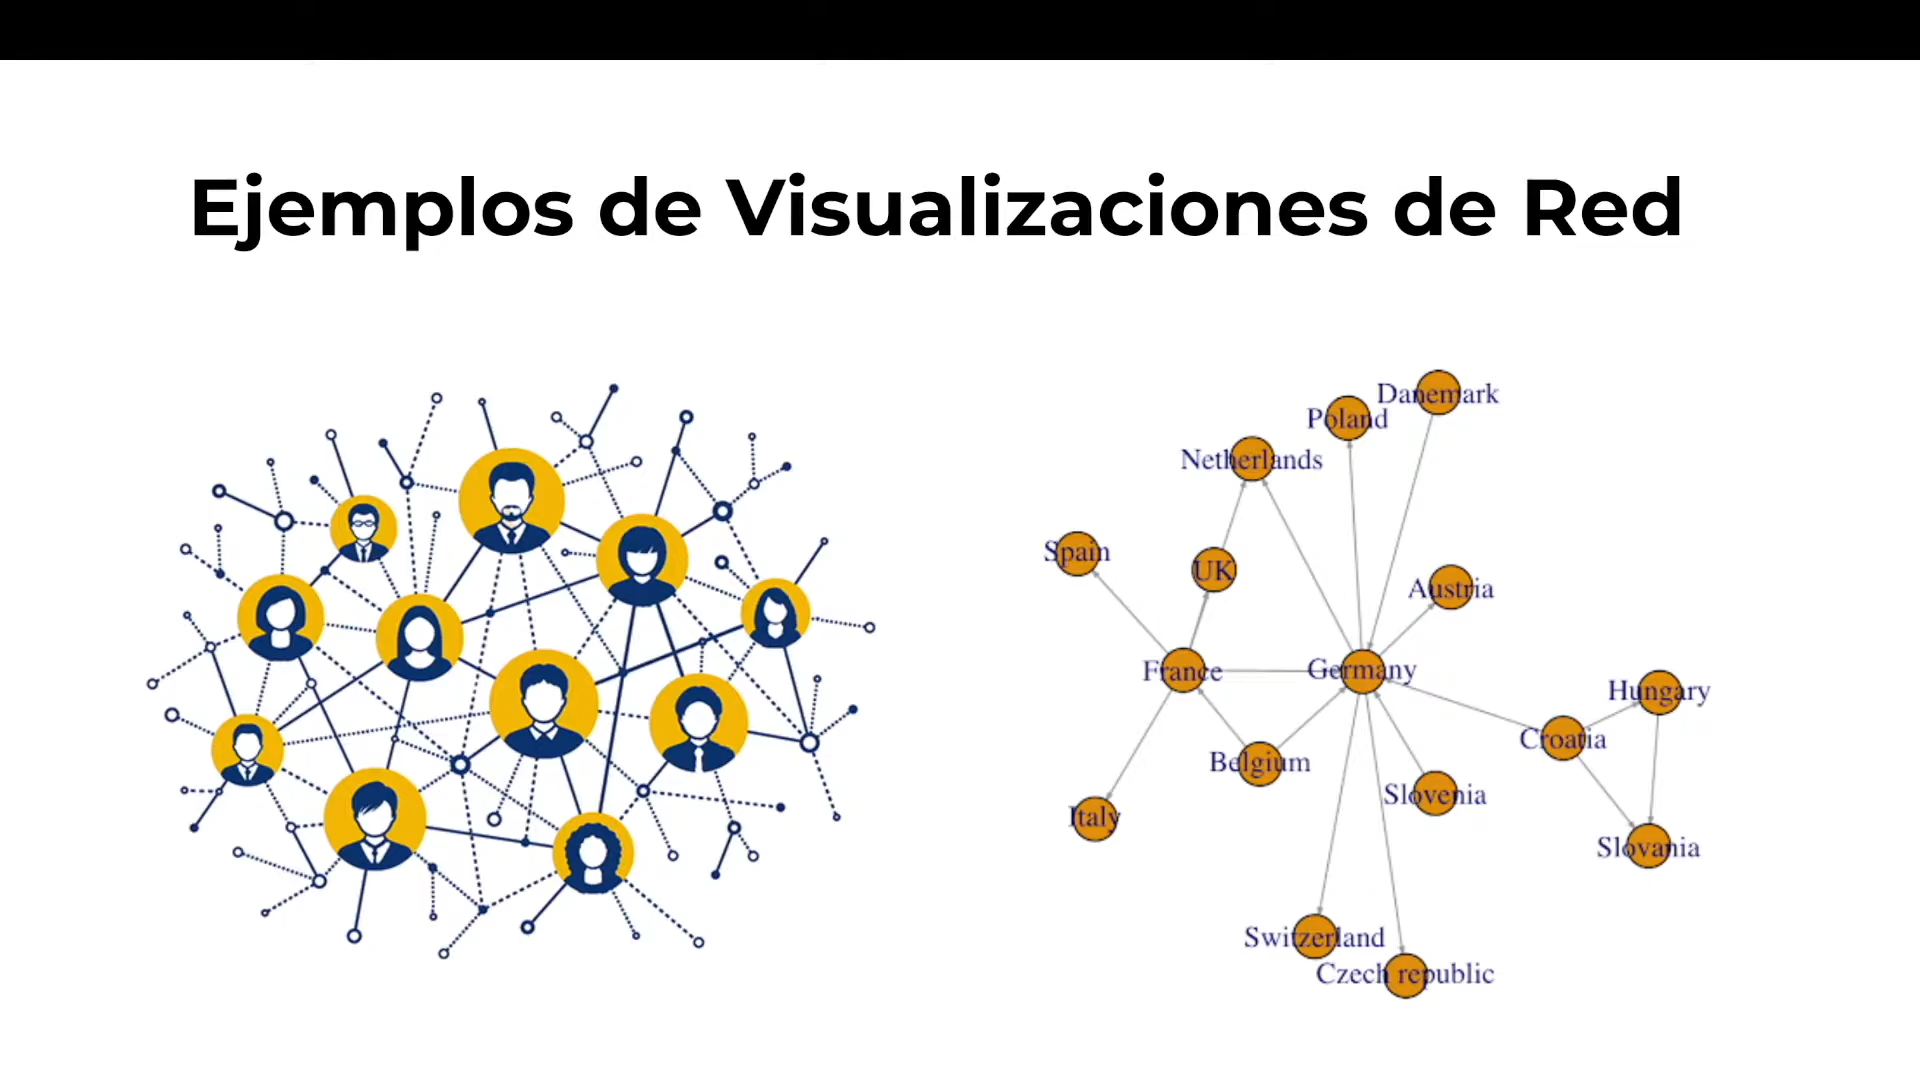 Ejemplos de Visualizaciones de Red
Danemark
Poland
Netherlands
Spain
UK
Austria
France
Germany
Hungary
Croatia
Belgium
Slovenia
Italy
Slovania
Switzerland
Czech republic